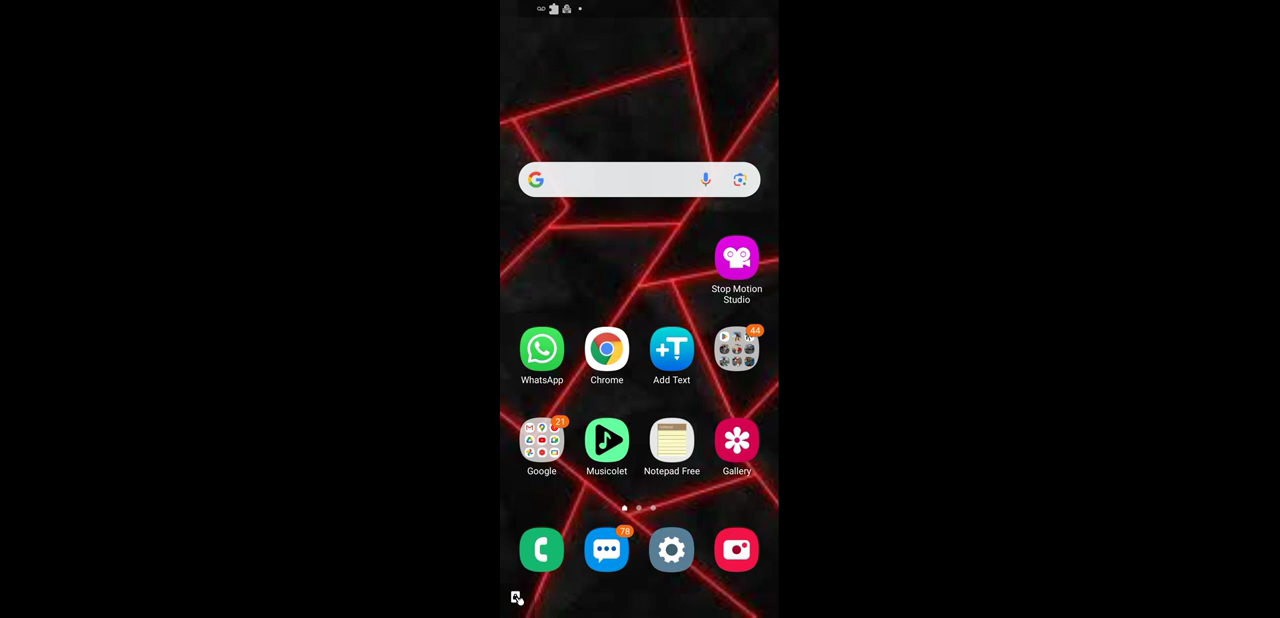 Stop Motion
Studio
44
WhatsApp
Chrome
Add Text
21
Google
Musicolet
Notepad Free
Gallery
78